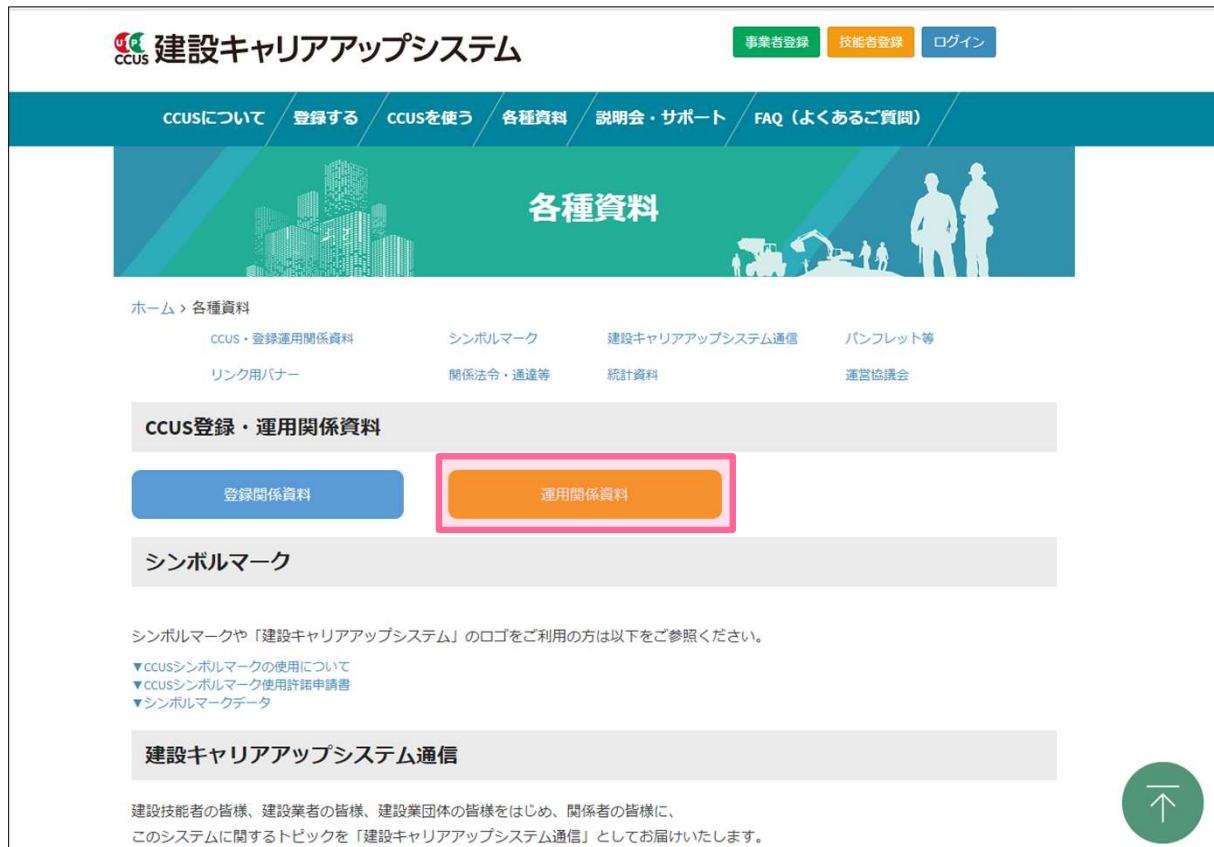 CCUS 建設キャリアアップシステム
事業者登録 技能者登録 ログイン
CCUSについて 登録する CCUSを使う 各種資料 説明会・サポート FAQ（よくあるご質問）
各種資料
ホーム › 各種資料
CCUS・登録運用関係資料 シンボルマーク 建設キャリアアップシステム通信 パンフレット等
リンク用バナー 関係法令・通達等 統計資料 運営協議会
CCUS登録・運用関係資料
登録関係資料 運用関係資料
シンボルマーク
シンボルマークや「建設キャリアアップシステム」のロゴをご利用の方は以下をご参照ください。
▼CCUSシンボルマークの使用について
▼CCUSシンボルマーク使用許諾申請書
▼シンボルマークデータ
建設キャリアアップシステム通信
建設技能者の皆様、建設業者の皆様、建設業団体の皆様をはじめ、関係者の皆様に、
このシステムに関するトピックを「建設キャリアアップシステム通信」としてお届けいたします。